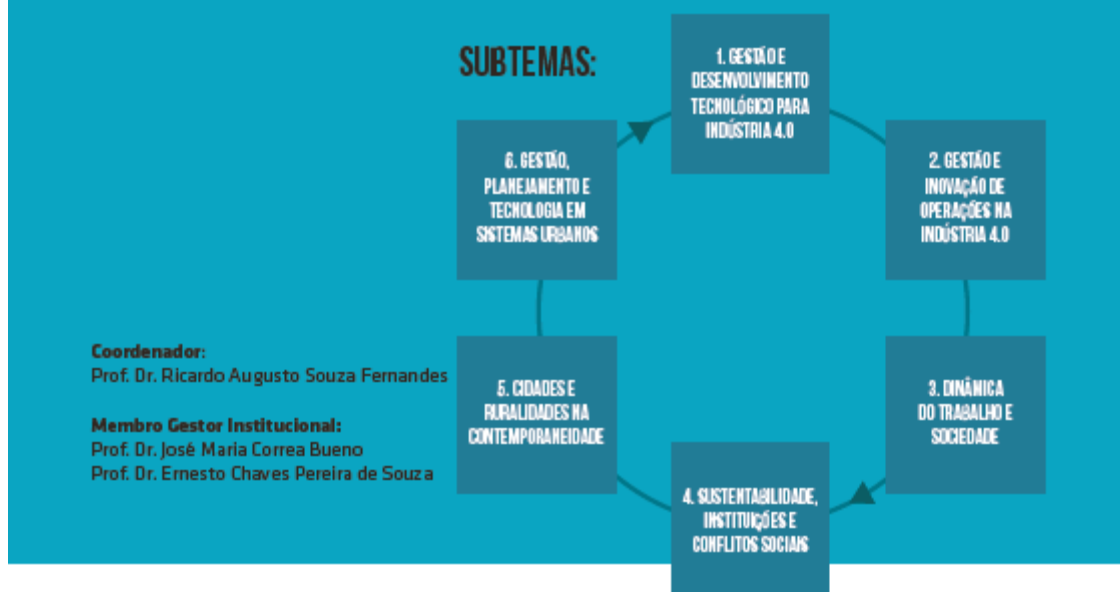 SUBTEMAS:
1. GESTÃO E
DESENVOLVIMENTO
TECNOLÓGICO PARA
INDÚSTRIA 4.0
2. GESTÃO E
INOVAÇÃO DE
OPERAÇÕES NA
INDÚSTRIA 4.0
3. DINÂMICA
DO TRABALHO E
SOCIEDADE
4. SUSTENTABILIDADE,
INSTITUIÇÕES E
CONFLITOS SOCIAIS
5. CIDADES E
RURALIDADES NA
CONTEMPORANEIDADE
6. GESTÃO,
PLANEJAMENTO E
TECNOLOGIA EM
SISTEMAS URBANOS
Coordenador:
Prof. Dr. Ricardo Augusto Souza Fernandes
Membro Gestor Institucional:
Prof. Dr. José Maria Correa Bueno
Prof. Dr. Ernesto Chaves Pereira de Souza